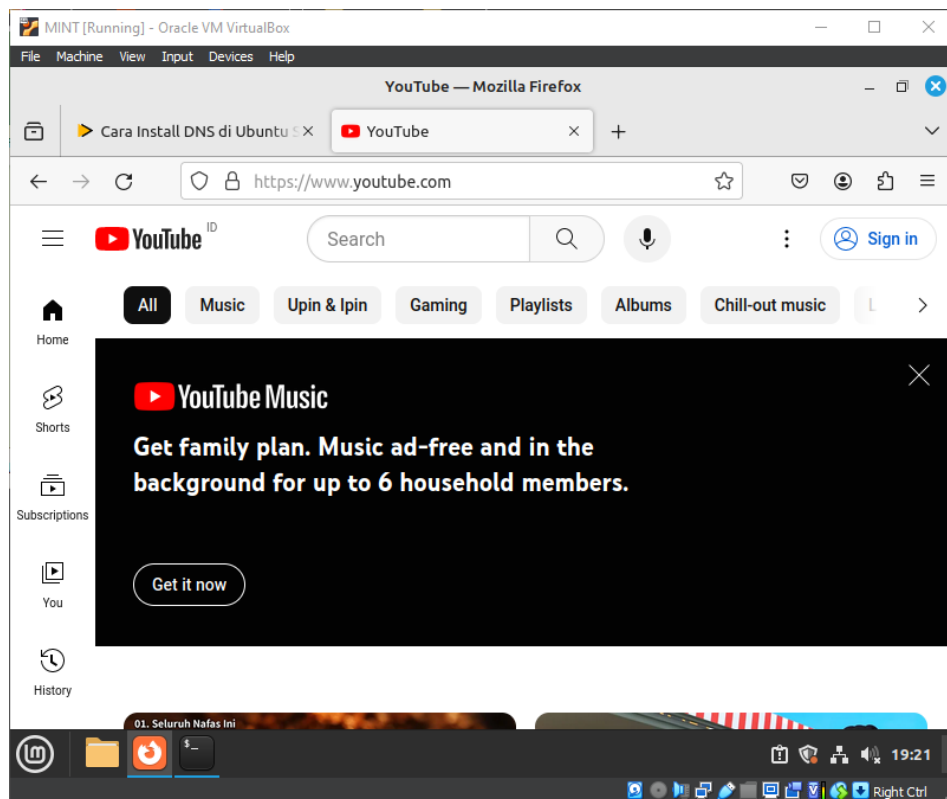 MINT [Running] - Oracle VM VirtualBox
File Machine View Input Devices Help
YouTube — Mozilla Firefox
Cara Install DNS di Ubuntu S
YouTube
https://www.youtube.com
YouTube ID
Search
Sign in
All Music Upin & Ipin Gaming Playlists Albums Chill-out music L
Home
Shorts
Subscriptions
You
History
YouTube Music
Get family plan. Music ad-free and in the
background for up to 6 household members.
Get it now
01. Seluruh Nafas Ini
19:21
Right Ctrl